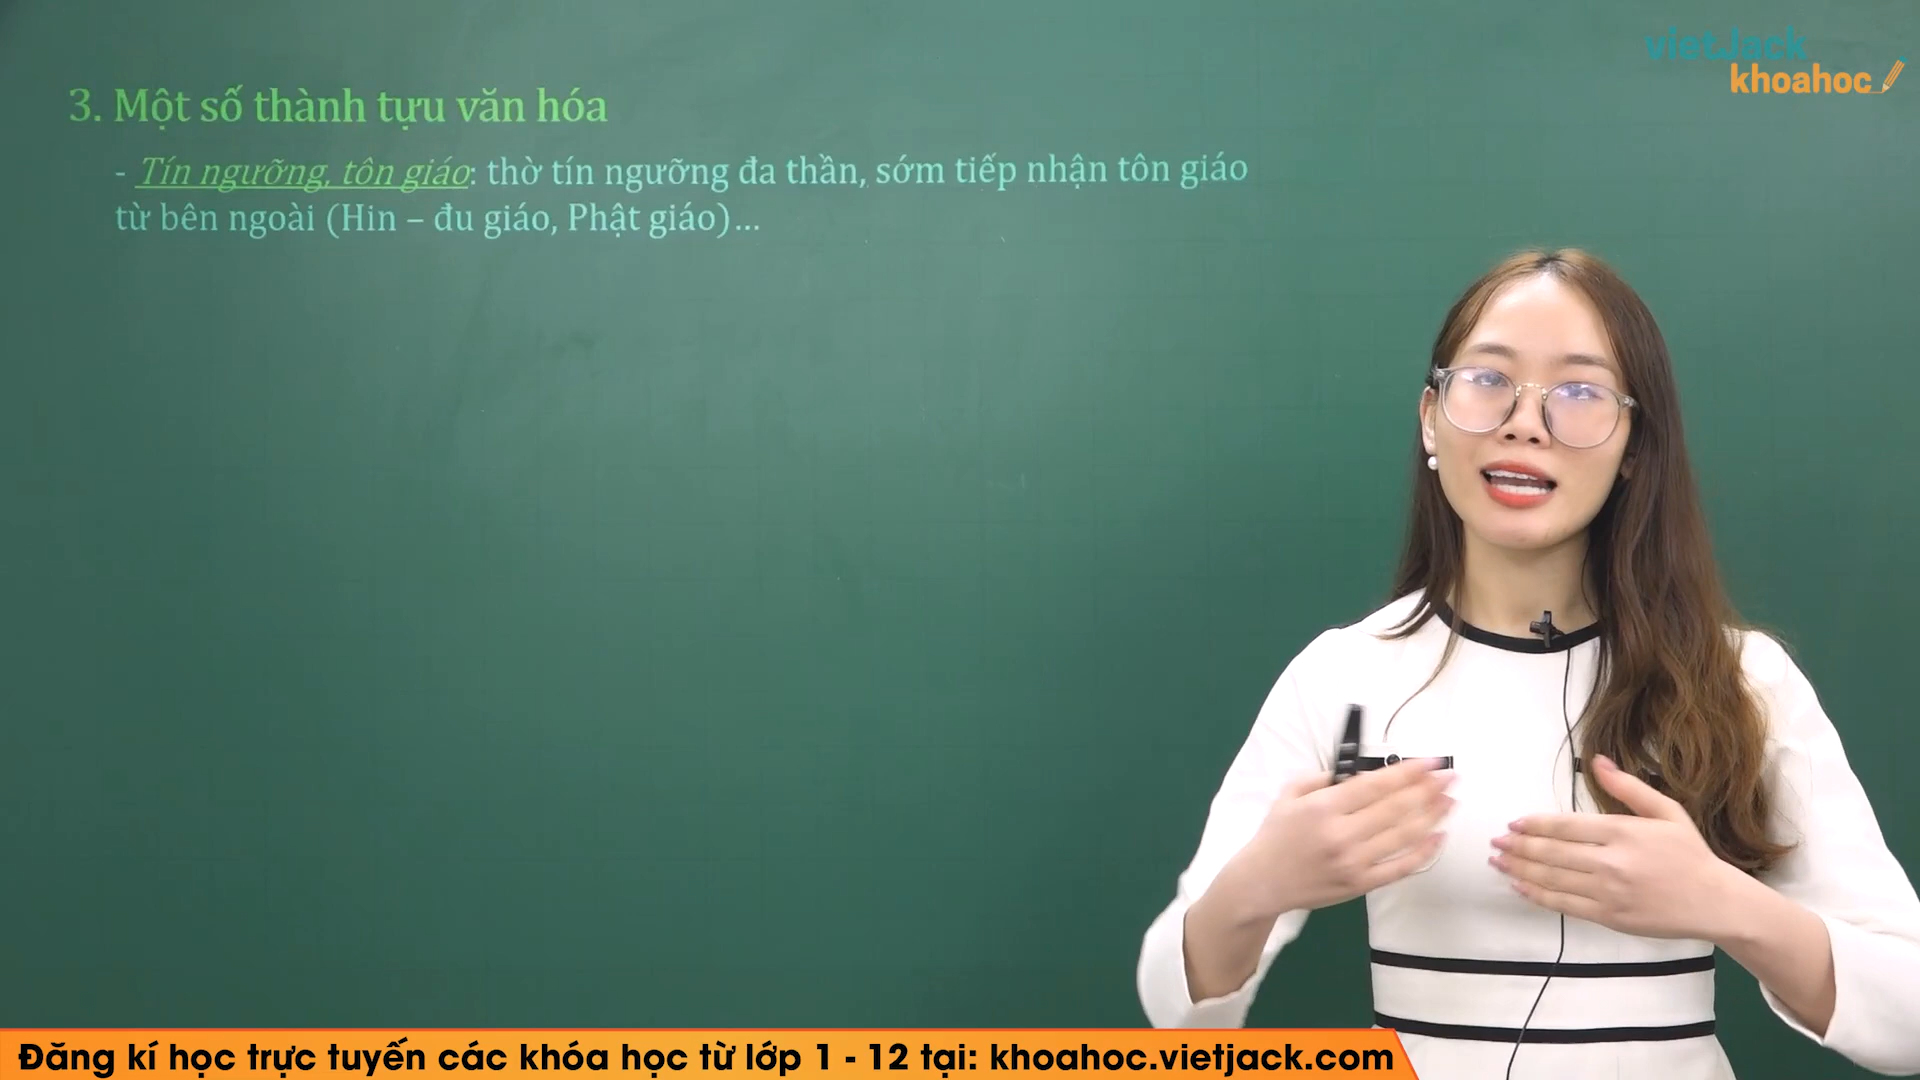 vietJack
khoahoc
3. Một số thành tựu văn hóa
- Tín ngưỡng, tôn giáo: thờ tín ngưỡng đa thần, sớm tiếp nhận tôn giáo
từ bên ngoài (Hin – đu giáo, Phật giáo)...
Đăng kí học trực tuyến các khóa học từ lớp 1 - 12 tại: khoahoc.vietjack.com